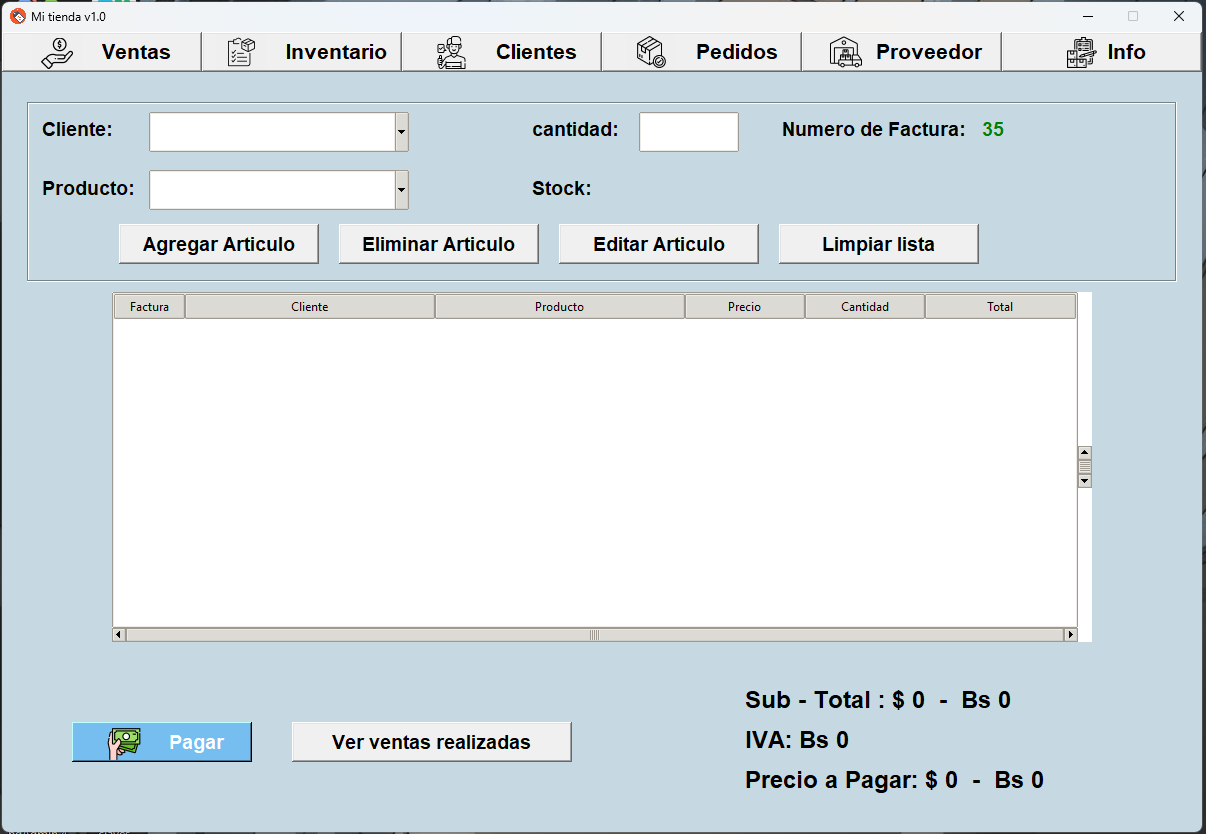 Mi tienda v1.0
Ventas Inventario Clientes Pedidos Proveedor Info
Cliente: cantidad: Numero de Factura: 35
Producto: Stock:
Agregar Articulo Eliminar Articulo Editar Articulo Limpiar lista
Factura Cliente Producto Precio Cantidad Total
Sub - Total : $ 0 - Bs 0
Pagar Ver ventas realizadas IVA: Bs 0
Precio a Pagar: $ 0 - Bs 0